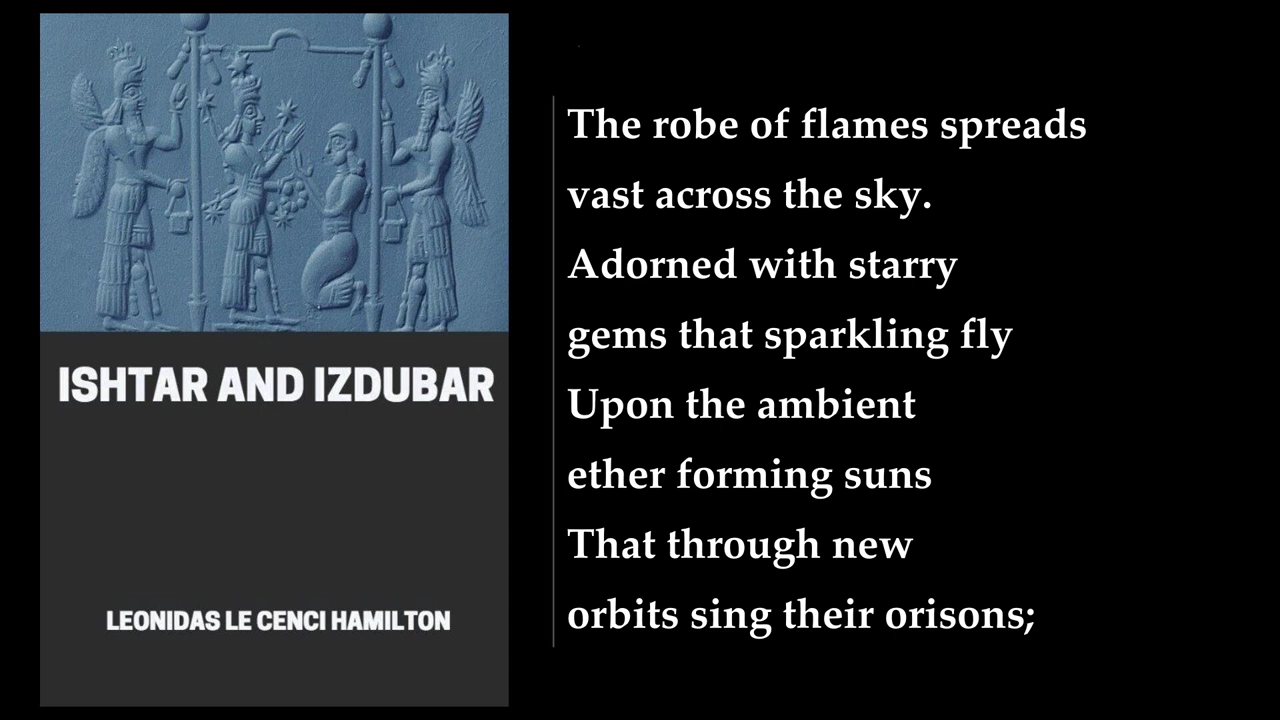 ISHTAR AND IZDUBAR
LEONIDAS LE CENCI HAMILTON
The robe of flames spreads
vast across the sky.
Adorned with starry
gems that sparkling fly
Upon the ambient
ether forming suns
That through new
orbits sing their orisons;